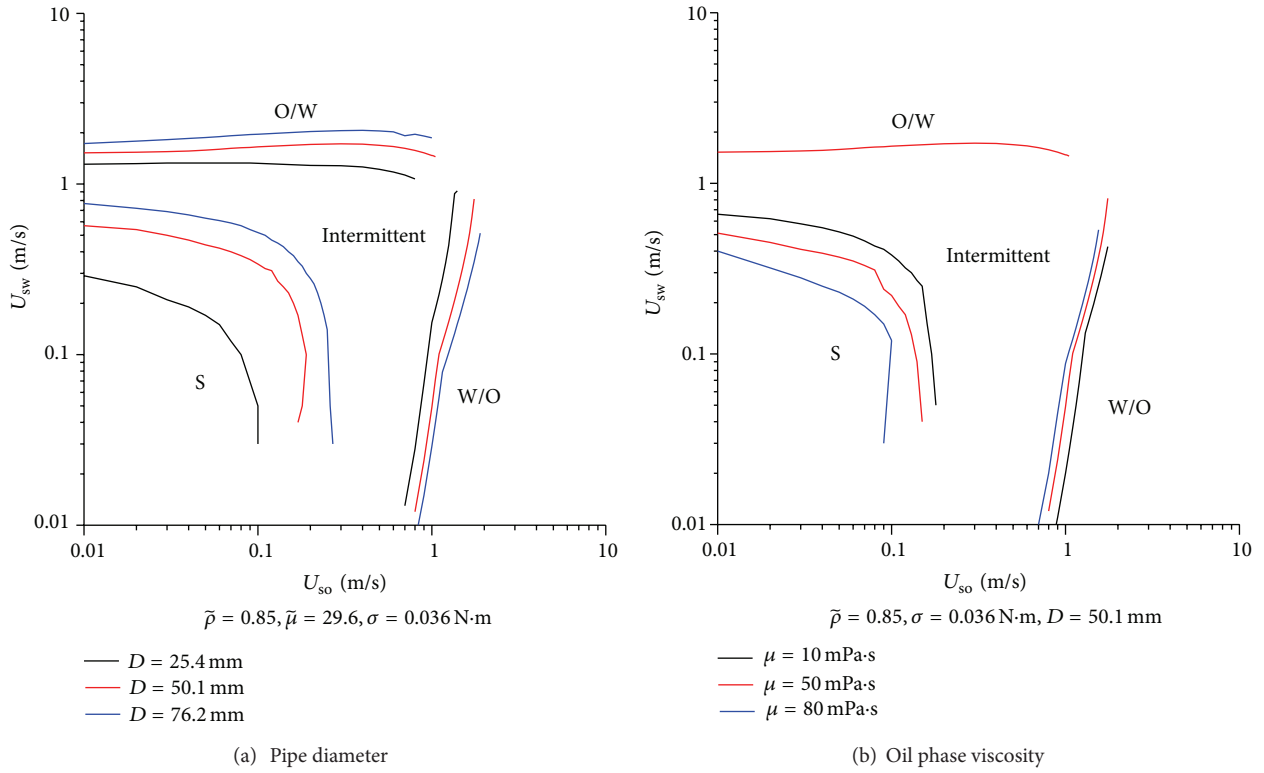 10
O/W
1
Intermittent
U_sw (m/s)
0.1
S
W/O
0.01
0.01
0.1
1
10
U_so (m/s)
ρ̃ = 0.85, μ̃ = 29.6, σ = 0.036 N·m
D = 25.4 mm
D = 50.1 mm
D = 76.2 mm
(a) Pipe diameter
10
O/W
1
Intermittent
U_sw (m/s)
0.1
S
W/O
0.01
0.01
0.1
1
10
U_so (m/s)
ρ̃ = 0.85, σ = 0.036 N·m, D = 50.1 mm
μ = 10 mPa·s
μ = 50 mPa·s
μ = 80 mPa·s
(b) Oil phase viscosity